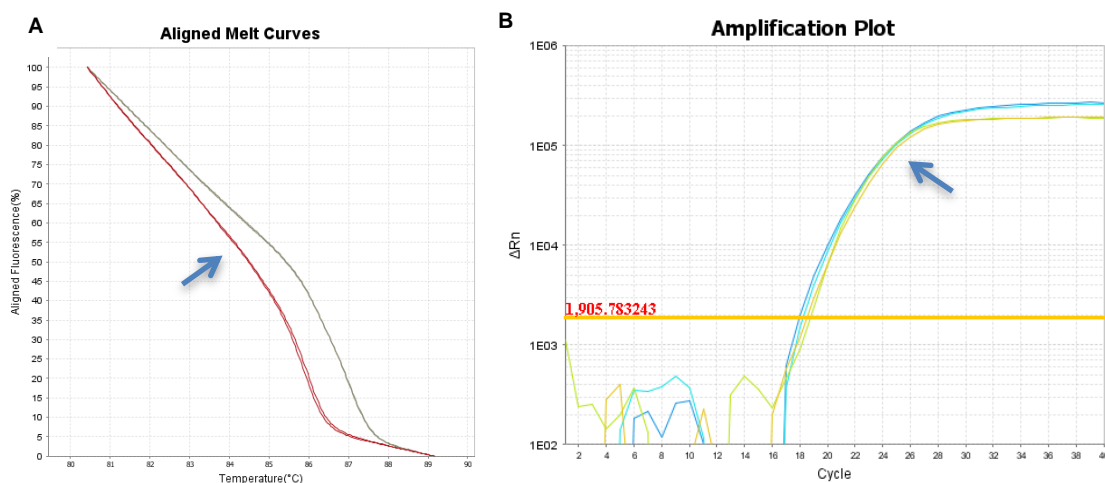 A
Aligned Melt Curves
Aligned Fluorescence(%)
100
95
90
85
80
75
70
65
60
55
50
45
40
35
30
25
20
15
10
5
0
80 81 82 83 84 85 86 87 88 89 90
Temperature(°C)
B
Amplification Plot
ΔRn
1E06
1E05
1E04
1,905.783243
1E03
1E02
2 4 6 8 10 12 14 16 18 20 22 24 26 28 30 32 34 36 38 40
Cycle